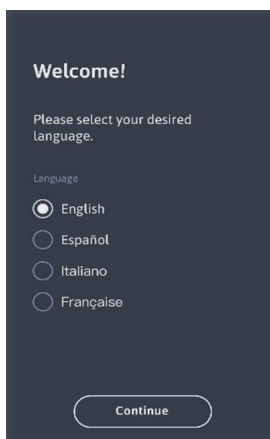 Welcome!
Please select your desired
language.
Language
English
Español
Italiano
Française
Continue